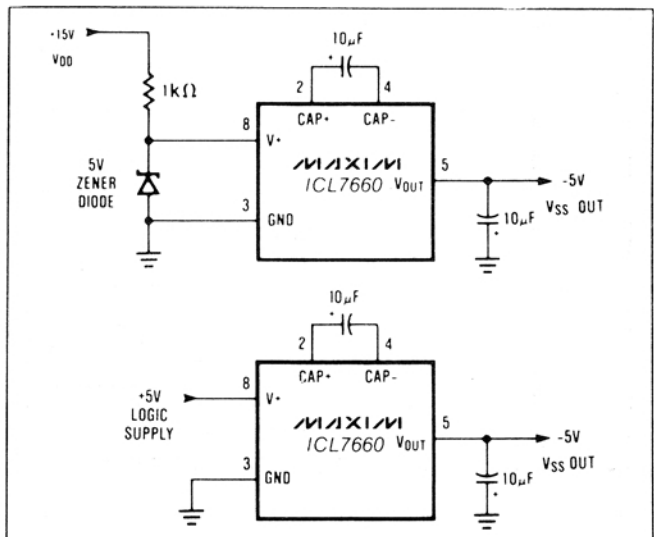 -15V
VDD
1kΩ
10µF
+
2
4
CAP+
CAP-
8
V+
MAXIM
ICL7660
VOUT
5
-5V
VSS OUT
5V
ZENER
DIODE
3
GND
10µF
+
10µF
+
2
4
CAP+
CAP-
8
V+
+5V
LOGIC
SUPPLY
MAXIM
ICL7660
VOUT
5
-5V
VSS OUT
3
GND
10µF
+